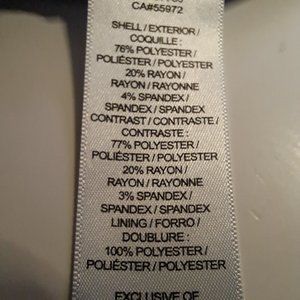 CA#55972
SHELL / EXTERIOR /
COQUILLE :
76% POLYESTER /
POLIÉSTER / POLYESTER
20% RAYON /
RAYON / RAYONNE
4% SPANDEX /
SPANDEX / SPANDEX
CONTRAST / CONTRASTE /
CONTRASTE :
77% POLYESTER /
POLIÉSTER / POLYESTER
20% RAYON /
RAYON / RAYONNE
3% SPANDEX /
SPANDEX / SPANDEX
LINING / FORRO /
DOUBLURE :
100% POLYESTER /
POLIÉSTER / POLYESTER
EXCLUSIVE OF